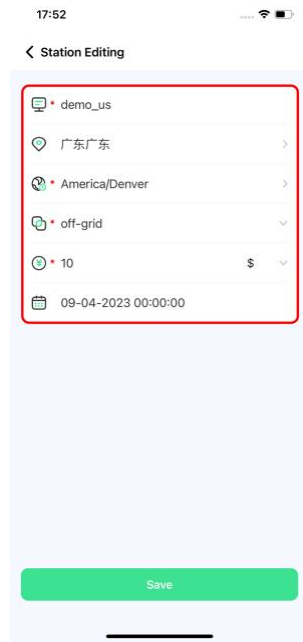 17:52
Station Editing
* demo_us
广东广东
* America/Denver
* off-grid
¥ * 10 $
09-04-2023 00:00:00
Save